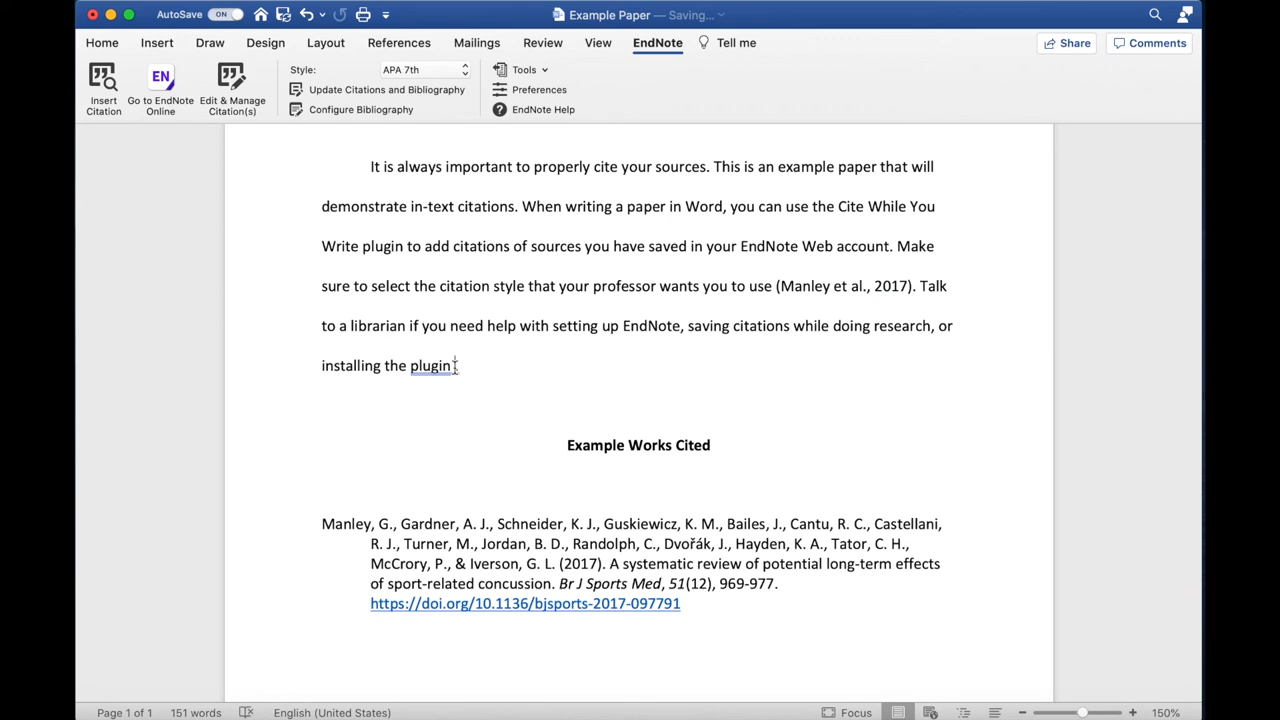 AutoSave ON Example Paper — Saving...
Home Insert Draw Design Layout References Mailings Review View EndNote Tell me Share Comments
Insert Citation
EN Go to EndNote Online
Edit & Manage Citation(s)
Style: APA 7th
Update Citations and Bibliography
Configure Bibliography
Tools
Preferences
EndNote Help
It is always important to properly cite your sources. This is an example paper that will
demonstrate in-text citations. When writing a paper in Word, you can use the Cite While You
Write plugin to add citations of sources you have saved in your EndNote Web account. Make
sure to select the citation style that your professor wants you to use (Manley et al., 2017). Talk
to a librarian if you need help with setting up EndNote, saving citations while doing research, or
installing the plugin
Example Works Cited
Manley, G., Gardner, A. J., Schneider, K. J., Guskiewicz, K. M., Bailes, J., Cantu, R. C., Castellani,
R. J., Turner, M., Jordan, B. D., Randolph, C., Dvořák, J., Hayden, K. A., Tator, C. H.,
McCrory, P., & Iverson, G. L. (2017). A systematic review of potential long-term effects
of sport-related concussion. Br J Sports Med, 51(12), 969-977.
https://doi.org/10.1136/bjsports-2017-097791
Page 1 of 1 151 words English (United States) Focus 150%